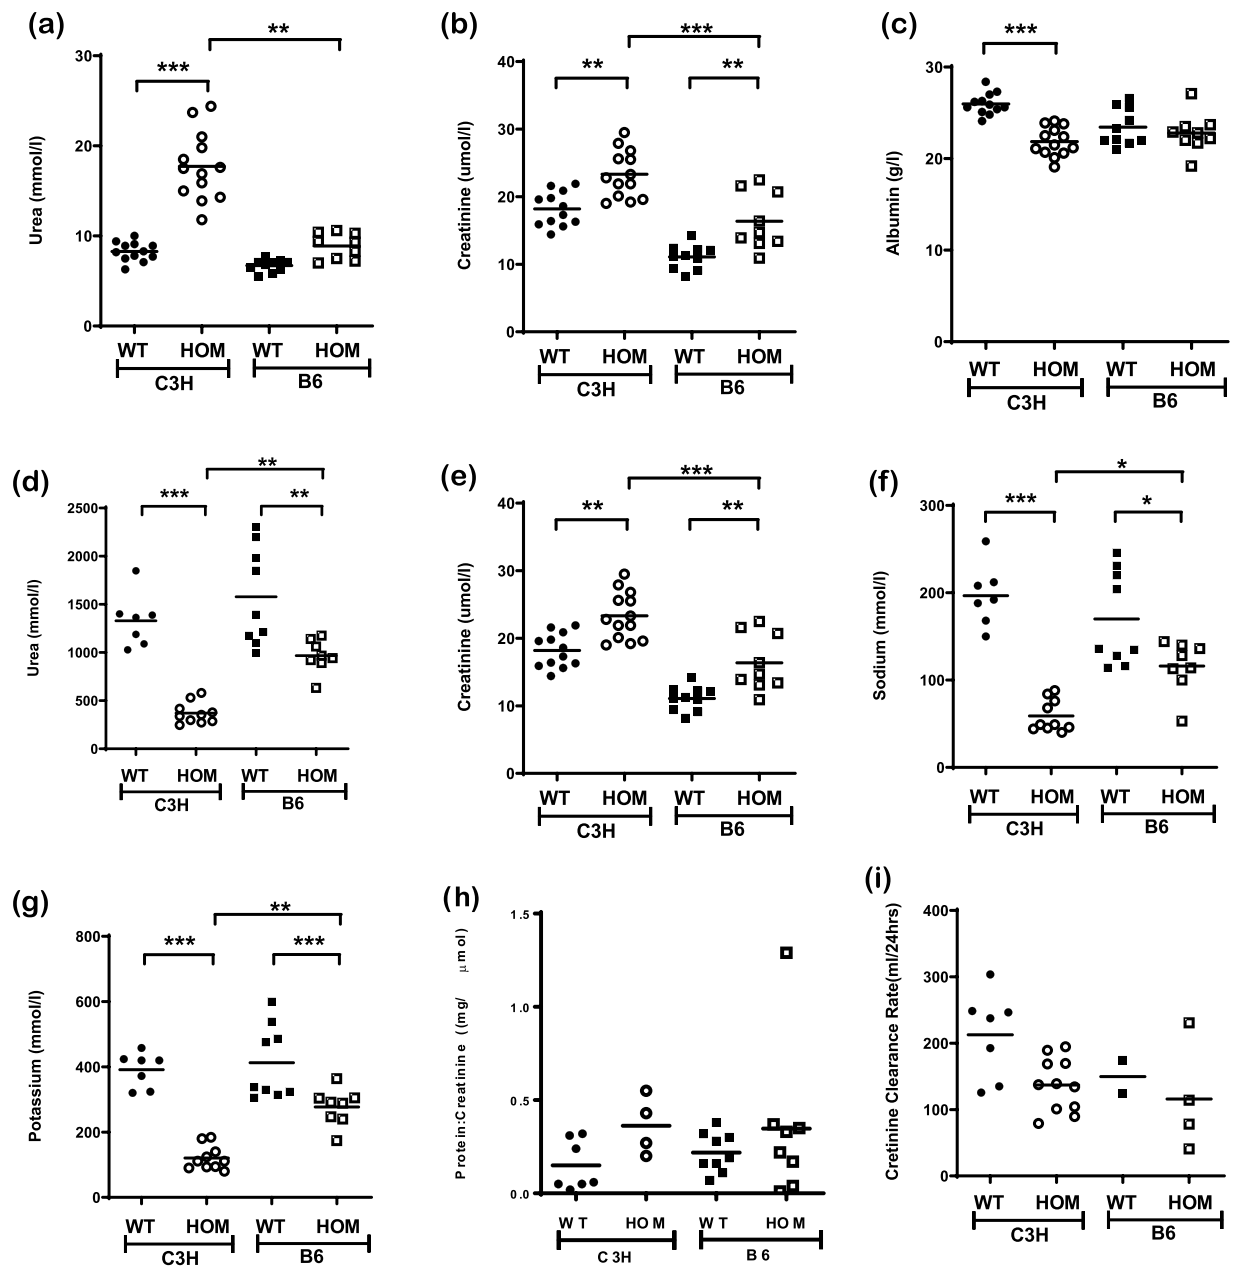 (a)
**
***
Urea (mmol/l)
30
20
10
0
WT HOM WT HOM
C3H B6
(b)
***
** **
Creatinine (umol/l)
40
30
20
10
0
WT HOM WT HOM
C3H B6
(c)
***
Albumin (g/l)
30
20
10
0
WT HOM WT HOM
C3H B6
(d)
**
*** **
Urea (mmol/l)
2500
2000
1500
1000
500
0
WT HOM WT HOM
C3H B6
(e)
***
** **
Creatinine (umol/l)
40
30
20
10
0
WT HOM WT HOM
C3H B6
(f)
*
*** *
Sodium (mmol/l)
300
200
100
0
WT HOM WT HOM
C3H B6
(g)
**
*** ***
Potassium (mmol/l)
800
600
400
200
0
WT HOM WT HOM
C3H B6
(h)
Protein:Creatinine ((mg/ μmol)
1.5
1.0
0.5
0.0
WT HOM WT HOM
C3H B6
(i)
Cretinine Clearance Rate(ml/24hrs)
400
300
200
100
0
WT HOM WT HOM
C3H B6